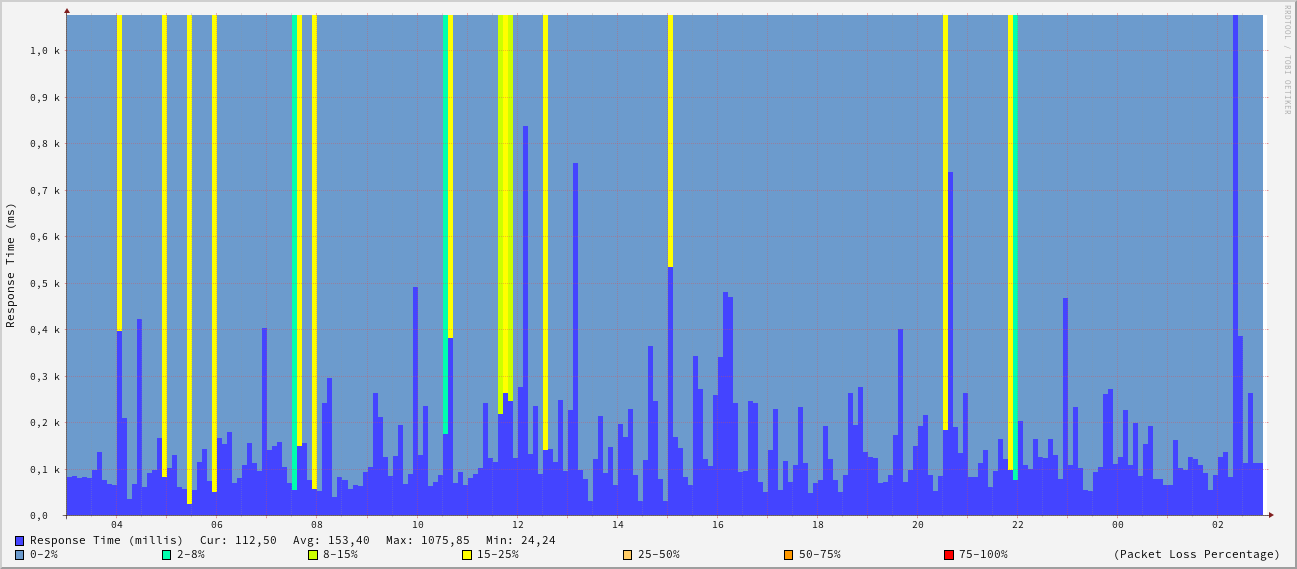 RRDTOOL / TOBI OETIKER
Response Time (ms)
1,0 k
0,9 k
0,8 k
0,7 k
0,6 k
0,5 k
0,4 k
0,3 k
0,2 k
0,1 k
0,0
04 06 08 10 12 14 16 18 20 22 00 02
Response Time (millis) Cur: 112,50 Avg: 153,40 Max: 1075,85 Min: 24,24
0-2% 2-8% 8-15% 15-25% 25-50% 50-75% 75-100% (Packet Loss Percentage)